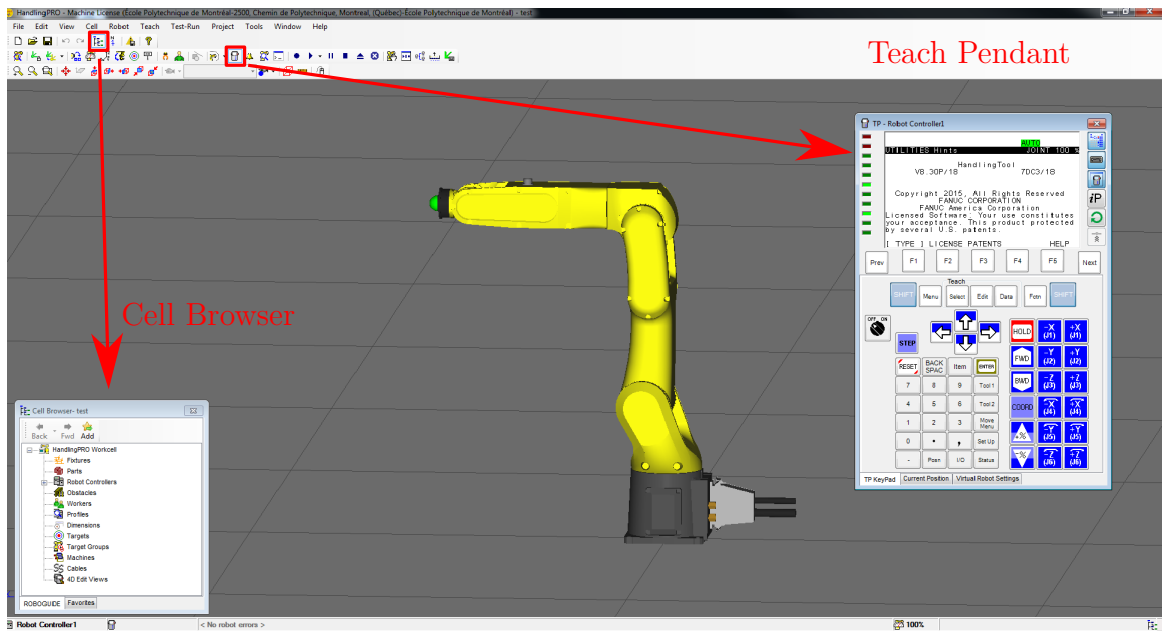 HandlingPRO - Machine License (École Polytechnique de Montréal-2500, Chemin de Polytechnique, Montreal, (Québec)-École Polytechnique de Montréal) - test
File Edit View Cell Robot Teach Test-Run Project Tools Window Help
Teach Pendant
TP - Robot Controller1
AUTO
UTILITIES Hints JOINT 100 %
HandlingTool
V8.30P/18 7DC3/18
Copyright 2015, All Rights Reserved
FANUC CORPORATION
FANUC America Corporation
Licensed Software: Your use constitutes
your acceptance. This product protected
by several U.S. patents.
[ TYPE ] LICENSE PATENTS HELP
iP
Prev F1 F2 F3 F4 F5 Next
Teach
SHIFT Menu Select Edit Data Fctn SHIFT
OFF ON
STEP
HOLD -X (J1) +X (J1)
FWD -Y (J2) +Y (J2)
RESET BACK SPAC Item ENTER
BWD -Z (J3) +Z (J3)
7 8 9 Tool 1
4 5 6 Tool 2
COORD -X (J4) +X (J4)
1 2 3 Move Menu
+% -Y (J5) +Y (J5)
0 . , Set Up
-% -Z (J6) +Z (J6)
- Posn I/O Status
TP KeyPad Current Position Virtual Robot Settings
Cell Browser
Cell Browser- test
Back Fwd Add
HandlingPRO Workcell
Fixtures
Parts
Robot Controllers
Obstacles
Workers
Profiles
Dimensions
Targets
Target Groups
Machines
Cables
4D Edit Views
ROBOGUIDE Favorites
Robot Controller1 < No robot errors > 100%